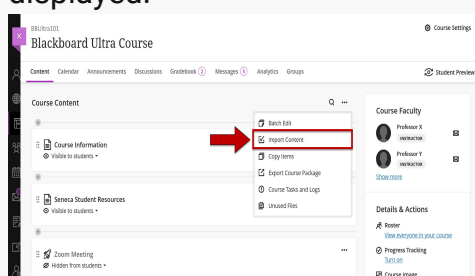 displayed.
BBUltra101
Blackboard Ultra Course
Course Settings
Content Calendar Announcements Discussions Gradebook 2 Messages 5 Analytics Groups
Student Preview
Course Content
Batch Edit
Import Content
Copy Items
Export Course Package
Course Tasks and Logs
Unused Files
Course Information
Visible to students
Seneca Student Resources
Visible to students
Zoom Meeting
Hidden from students
Course Faculty
Professor X
INSTRUCTOR
Professor Y
INSTRUCTOR
Show more
Details & Actions
Roster
View everyone in your course
Progress Tracking
Turn on
Course Image